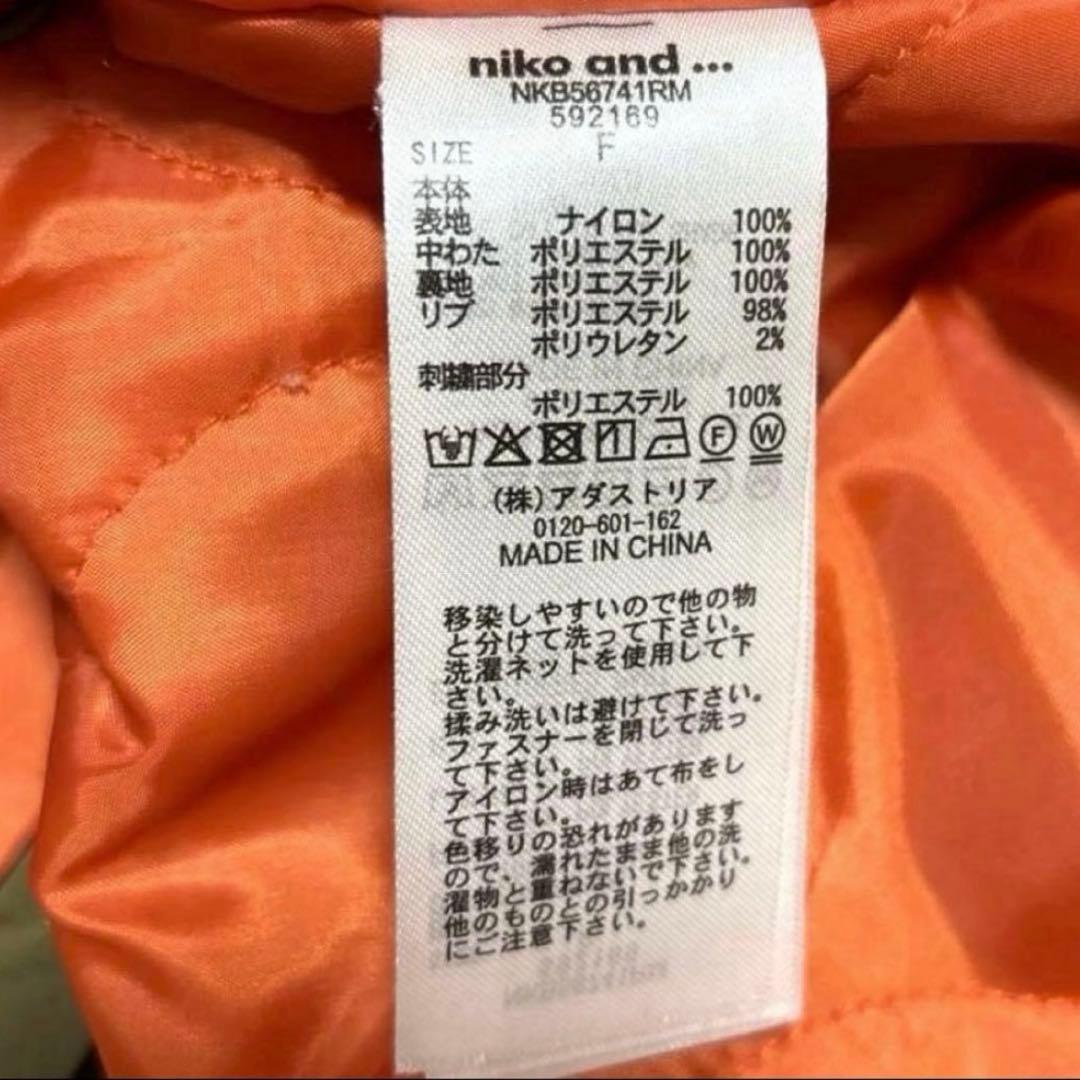 niko and ...
NKB56741RM
592169
SIZE F
本体
表地 ナイロン 100%
中わた ポリエステル 100%
裏地 ポリエステル 100%
リブ ポリエステル 98%
ポリウレタン 2%
刺繍部分
ポリエステル 100%
F W
(株)アダストリア
0120-601-162
MADE IN CHINA
移染しやすいので他の物
と分けて洗って下さい。
洗濯ネットを使用して下
さい。
揉み洗いは避けて下さい。
ファスナーを閉じて洗っ
て下さい。
アイロン時はあて布をし
て下さい。
色移りの恐れがあります
ので、濡れたまま他の洗
濯物と重ねないで下さい。
他のものとの引っかかり
にご注意下さい。